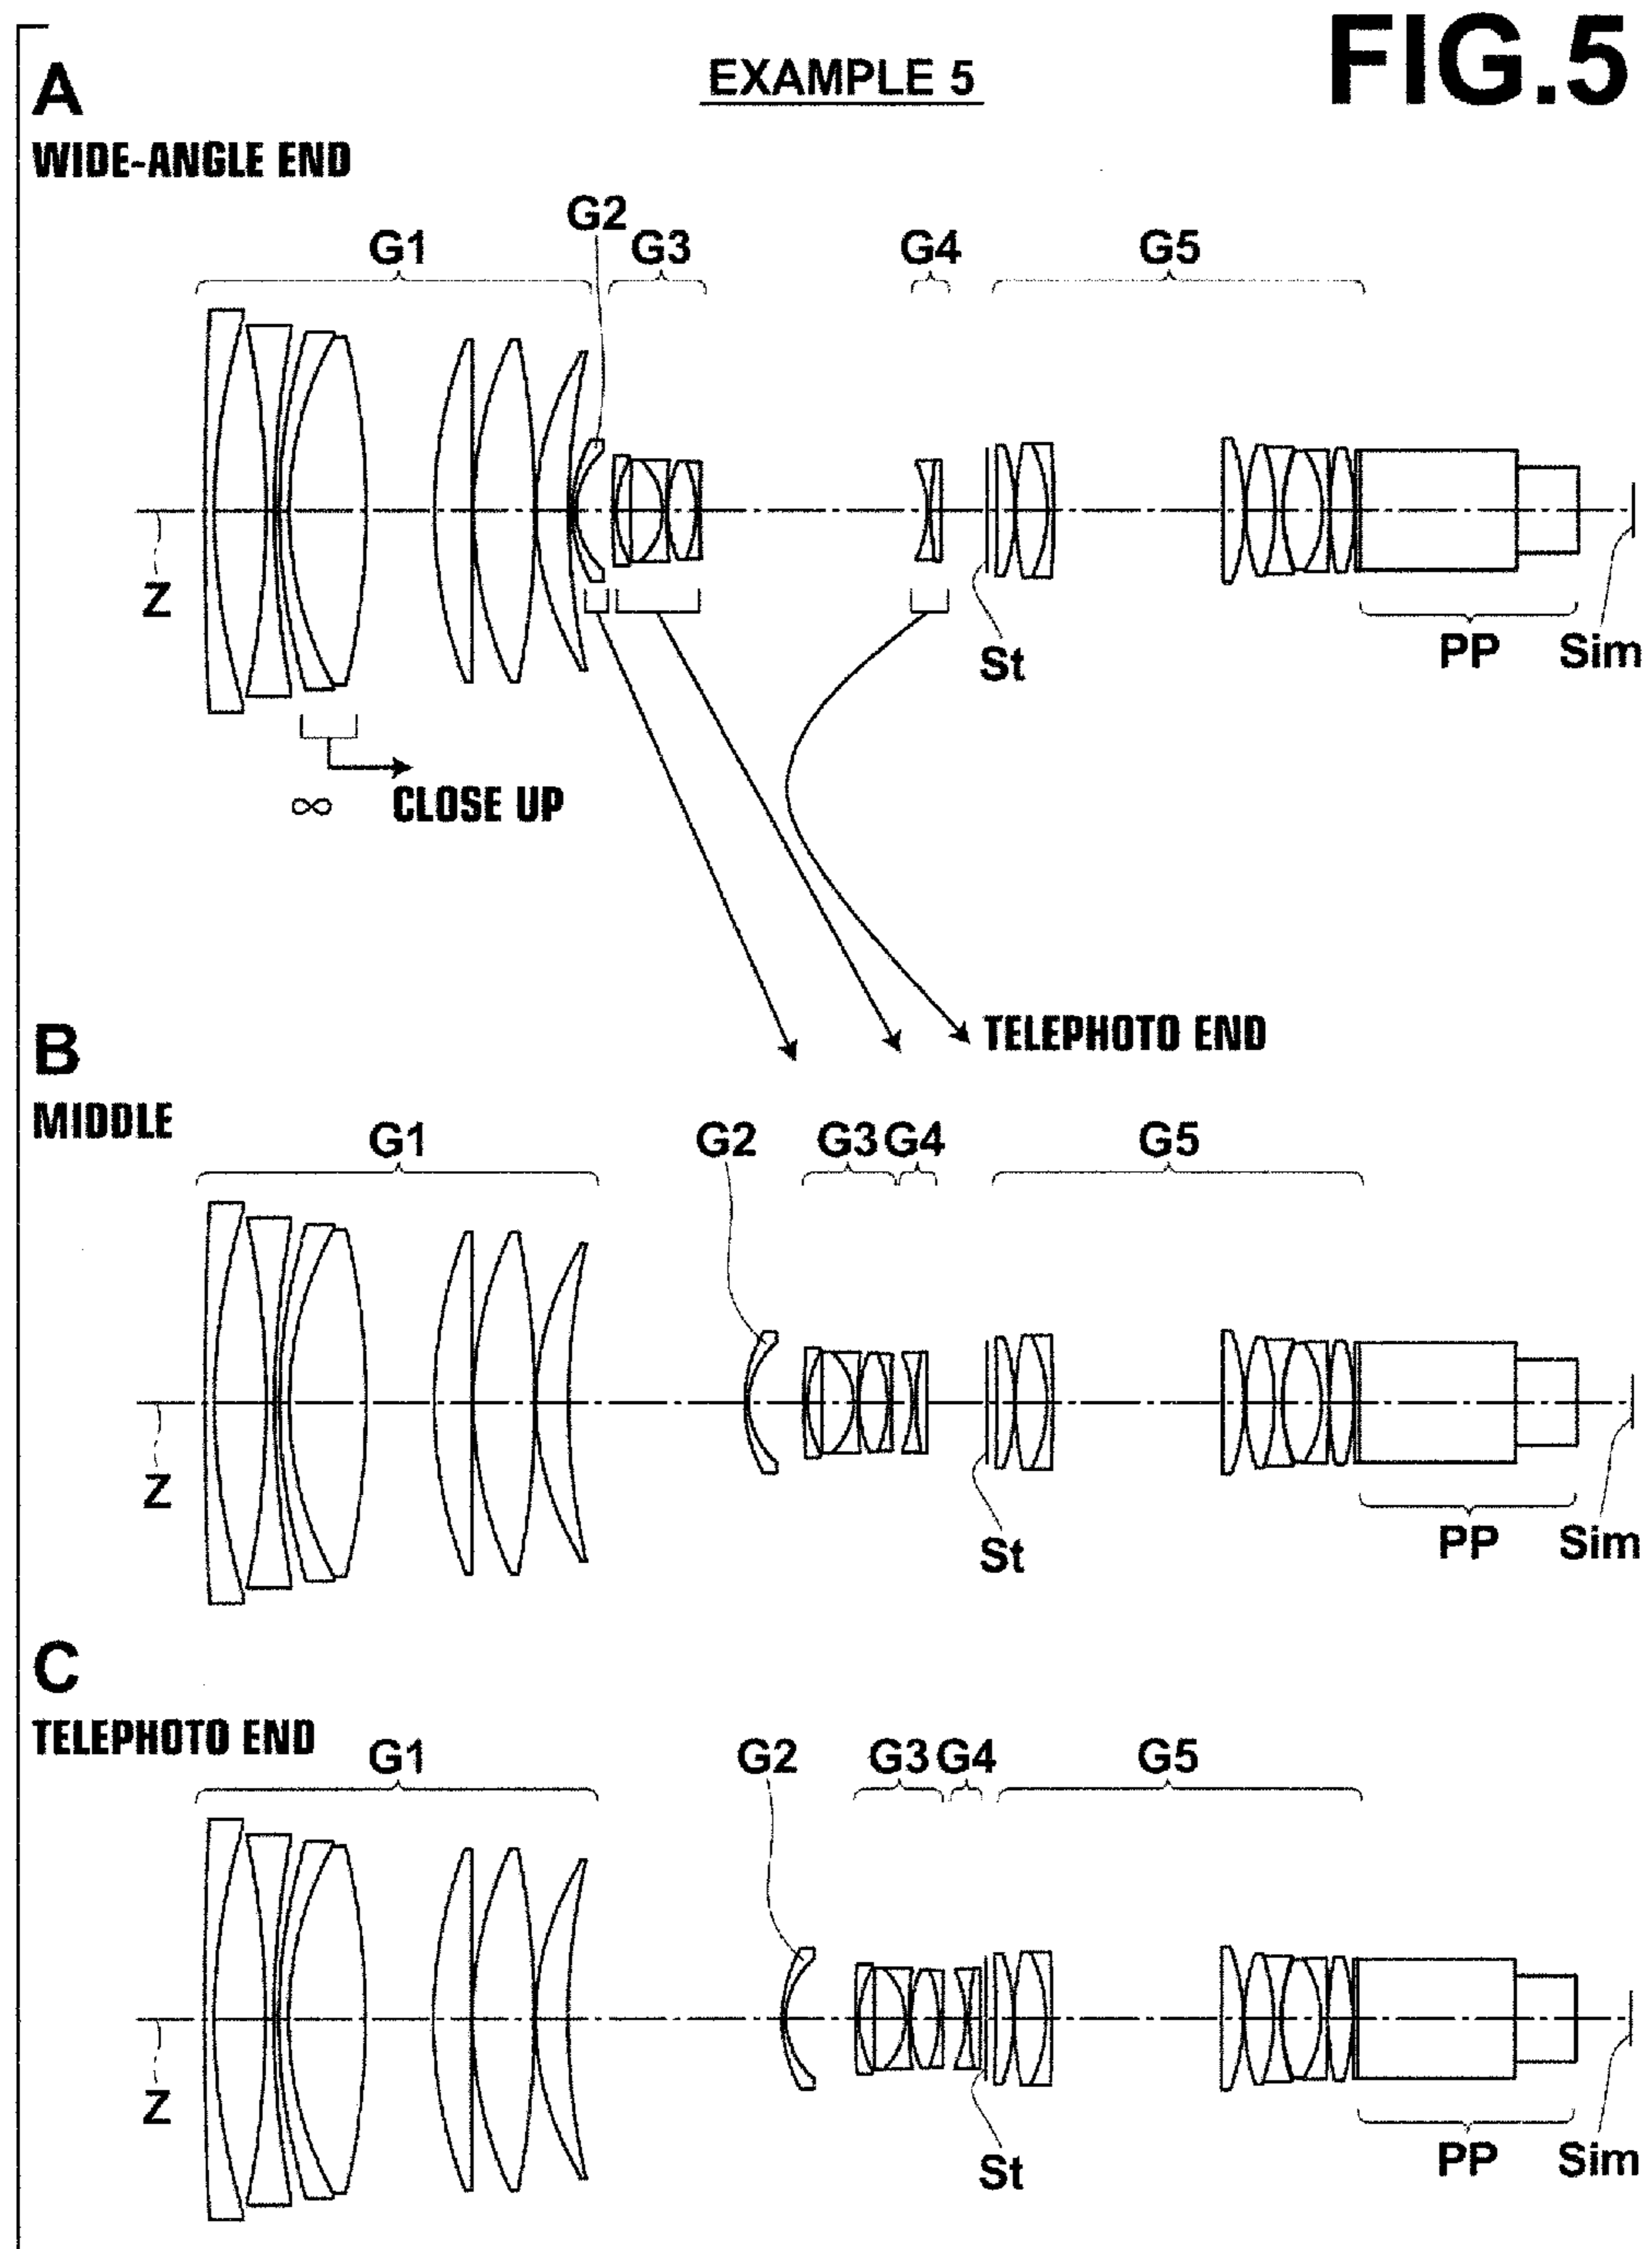 FIG.5
EXAMPLE 5
A
WIDE-ANGLE END
G1
G2
G3
G4
G5
Z
St
PP
Sim
∞
CLOSE UP
TELEPHOTO END
B
MIDDLE
G1
G2
G3
G4
G5
Z
St
PP
Sim
C
TELEPHOTO END
G1
G2
G3
G4
G5
Z
St
PP
Sim